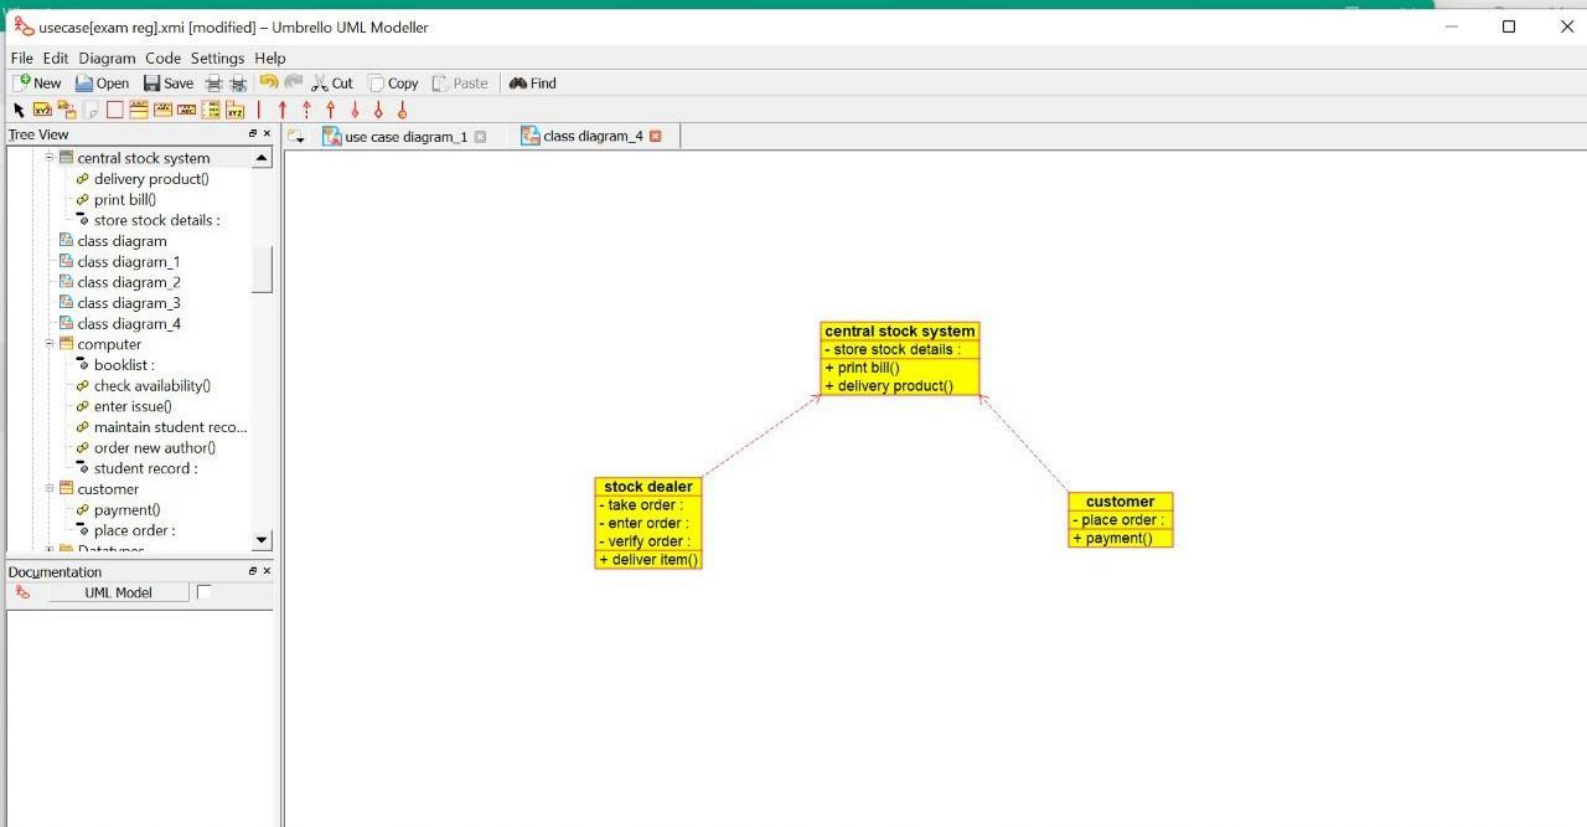 usecase[exam reg].xmi [modified] – Umbrello UML Modeller
File Edit Diagram Code Settings Help
New Open Save Cut Copy Paste Find
Tree View
use case diagram_1 class diagram_4
central stock system
delivery product()
print bill()
store stock details :
class diagram
class diagram_1
class diagram_2
class diagram_3
class diagram_4
computer
booklist :
check availability()
enter issue()
maintain student reco...
order new author()
student record :
customer
payment()
place order :
Datatypes
Documentation
UML Model
central stock system
- store stock details :
+ print bill()
+ delivery product()
stock dealer
- take order :
- enter order :
- verify order :
+ deliver item()
customer
- place order :
+ payment()